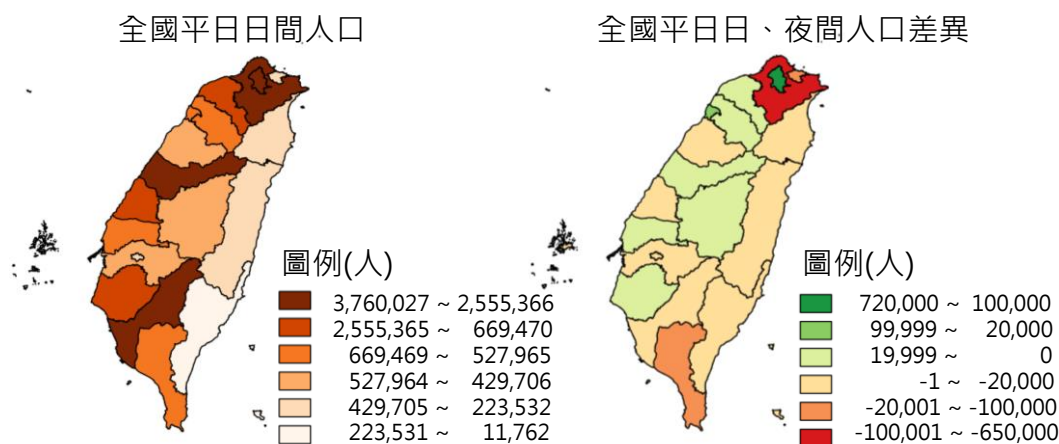 全國平日日間人口
圖例(人)
3,760,027 ~ 2,555,366
2,555,365 ~ 669,470
669,469 ~ 527,965
527,964 ~ 429,706
429,705 ~ 223,532
223,531 ~ 11,762
全國平日日、夜間人口差異
圖例(人)
720,000 ~ 100,000
99,999 ~ 20,000
19,999 ~ 0
-1 ~ -20,000
-20,001 ~ -100,000
-100,001 ~ -650,000